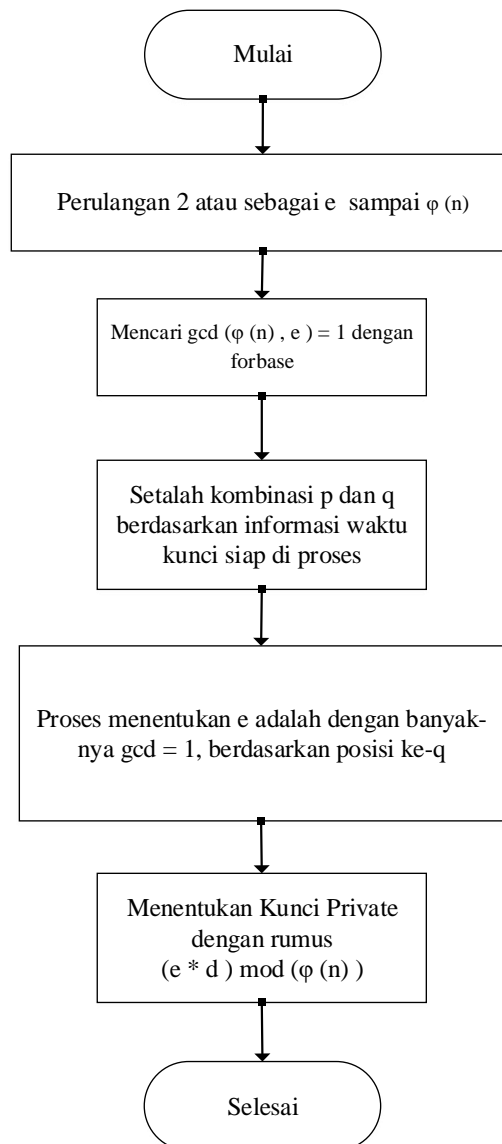 Mulai
Perulangan 2 atau sebagai e sampai φ (n)
Mencari gcd (φ (n) , e ) = 1 dengan
forbase
Setalah kombinasi p dan q
berdasarkan informasi waktu
kunci siap di proses
Proses menentukan e adalah dengan banyak-
nya gcd = 1, berdasarkan posisi ke-q
Menentukan Kunci Private
dengan rumus
(e * d ) mod (φ (n) )
Selesai